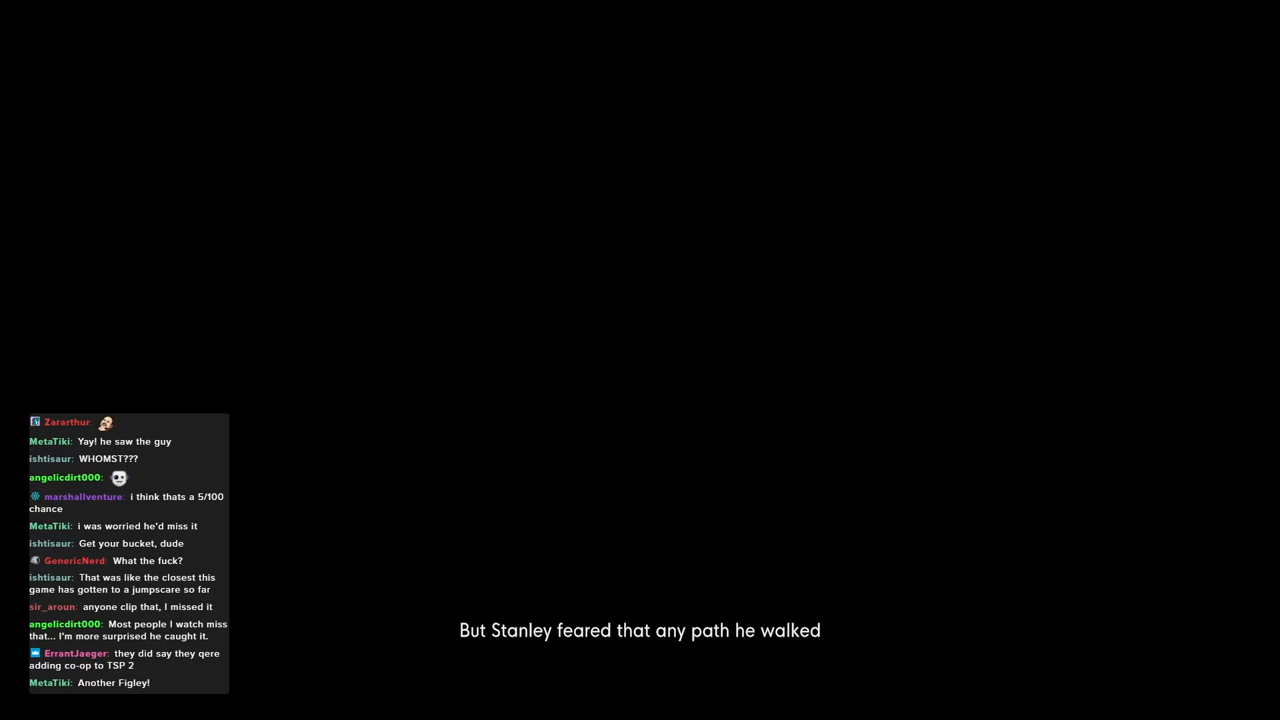 Zararthur:
MetaTiki: Yay! he saw the guy
ishtisaur: WHOMST???
angelicdirt000:
marshallventure: i think thats a 5/100
chance
MetaTiki: i was worried he'd miss it
ishtisaur: Get your bucket, dude
GenericNerd: What the fuck?
ishtisaur: That was like the closest this
game has gotten to a jumpscare so far
sir_aroun: anyone clip that, I missed it
angelicdirt000: Most people I watch miss
that... I'm more surprised he caught it.
ErrantJaeger: they did say they qere
adding co-op to TSP 2
MetaTiki: Another Figley!
But Stanley feared that any path he walked